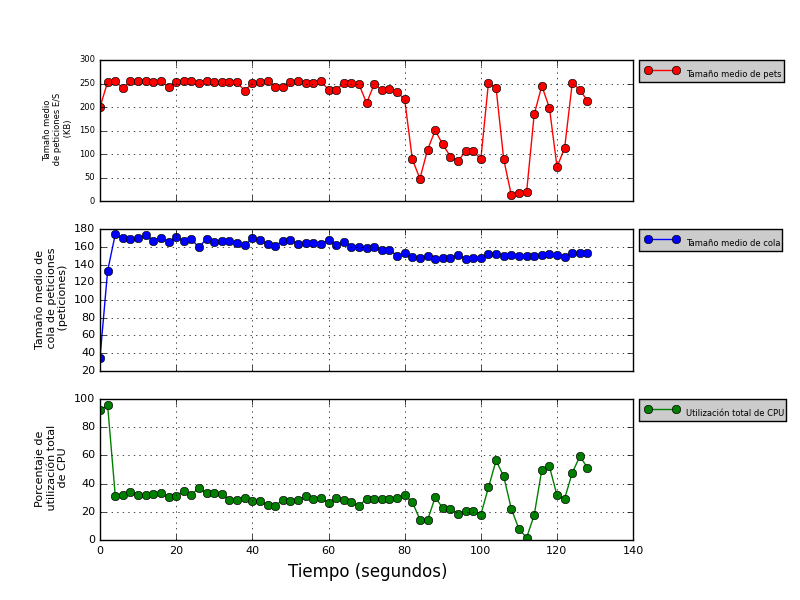 300
250
200
150
100
50
0
Tamaño medio
de peticiones E/S
(KB)
Tamaño medio de pets
180
160
140
120
100
80
60
40
20
Tamaño medio de
cola de peticiones
(peticiones)
Tamaño medio de cola
100
80
60
40
20
0
Porcentaje de
utilización total
de CPU
Utilización total de CPU
0 20 40 60 80 100 120 140
Tiempo (segundos)